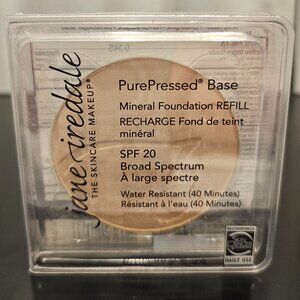 jane iredale®
THE SKINCARE MAKEUP®
PurePressed® Base
Mineral Foundation REFILL
RECHARGE Fond de teint
minéral
SPF 20
Broad Spectrum
À large spectre
Water Resistant (40 Minutes)
Résistant à l'eau (40 Minutes)
RECOMMENDED
DAILY USE